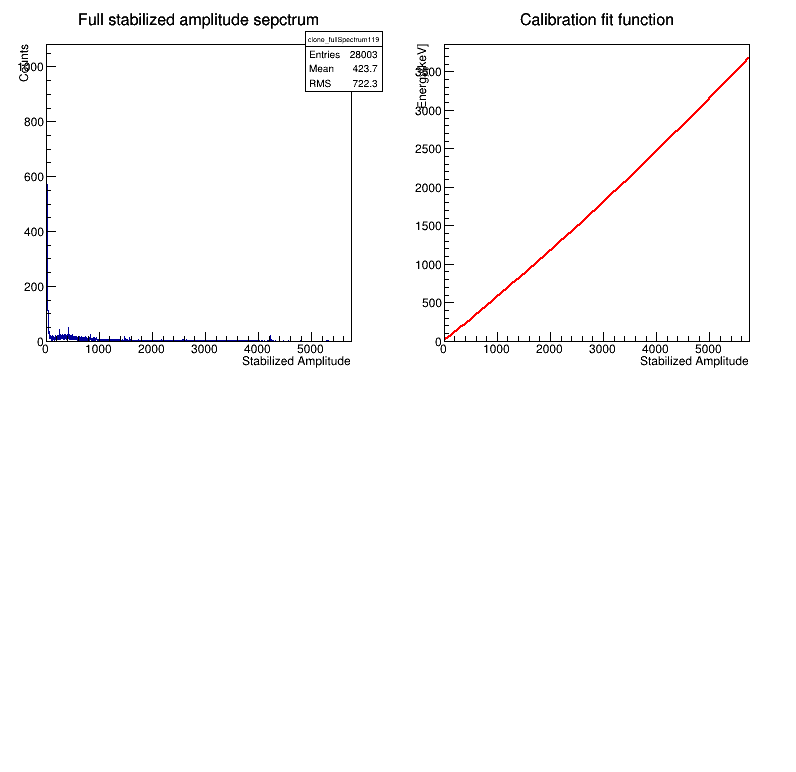 Full stabilized amplitude sepctrum
clone_fullSpectrum119
Entries 28003
Mean 423.7
RMS 722.3
Counts
1000
800
600
400
200
0
0 1000 2000 3000 4000 5000
Stabilized Amplitude
Calibration fit function
Energy[keV]
3500
3000
2500
2000
1500
1000
500
0
0 1000 2000 3000 4000 5000
Stabilized Amplitude